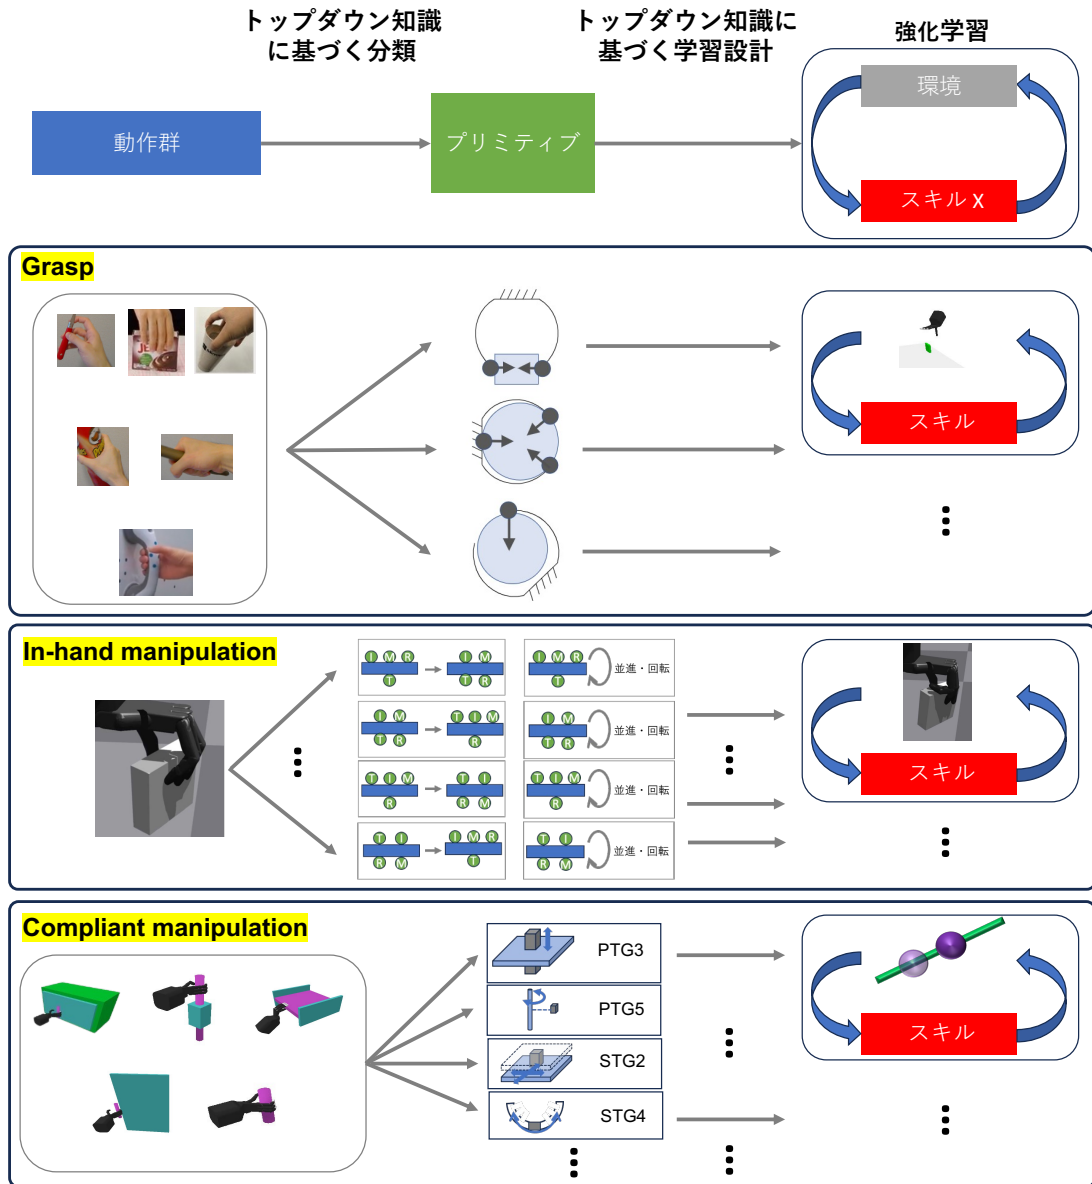 トップダウン知識
に基づく分類
トップダウン知識に
基づく学習設計
強化学習
動作群
プリミティブ
環境
スキル X
Grasp
スキル
In-hand manipulation
I M R
T
I M
T R
I M R
T
並進・回転
I M
T R
T I M
R
I M
T R
並進・回転
T I M
R
T I
R M
T I M
R
並進・回転
T I
R M
I M R
T
T I
R M
並進・回転
スキル
Compliant manipulation
PTG3
PTG5
STG2
STG4
スキル